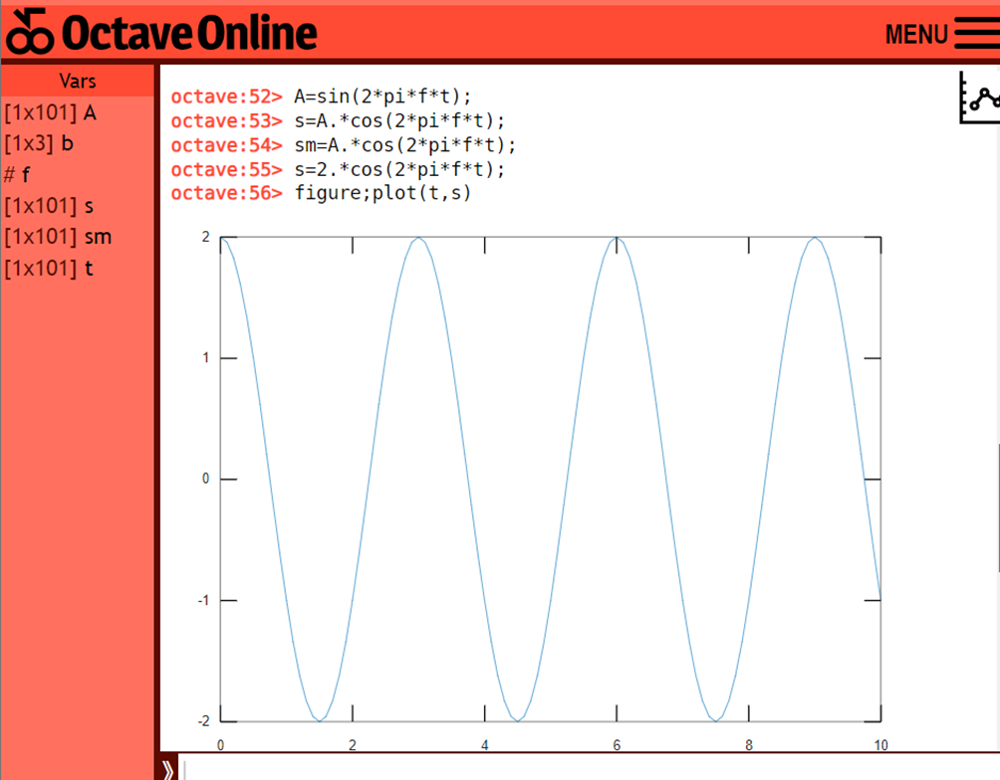 Octave Online
MENU
Vars
[1x101] A
[1x3] b
# f
[1x101] s
[1x101] sm
[1x101] t
octave:52> A=sin(2*pi*f*t);
octave:53> s=A.*cos(2*pi*f*t);
octave:54> sm=A.*cos(2*pi*f*t);
octave:55> s=2.*cos(2*pi*f*t);
octave:56> figure;plot(t,s)
2
1
0
-1
-2
0 2 4 6 8 10
»